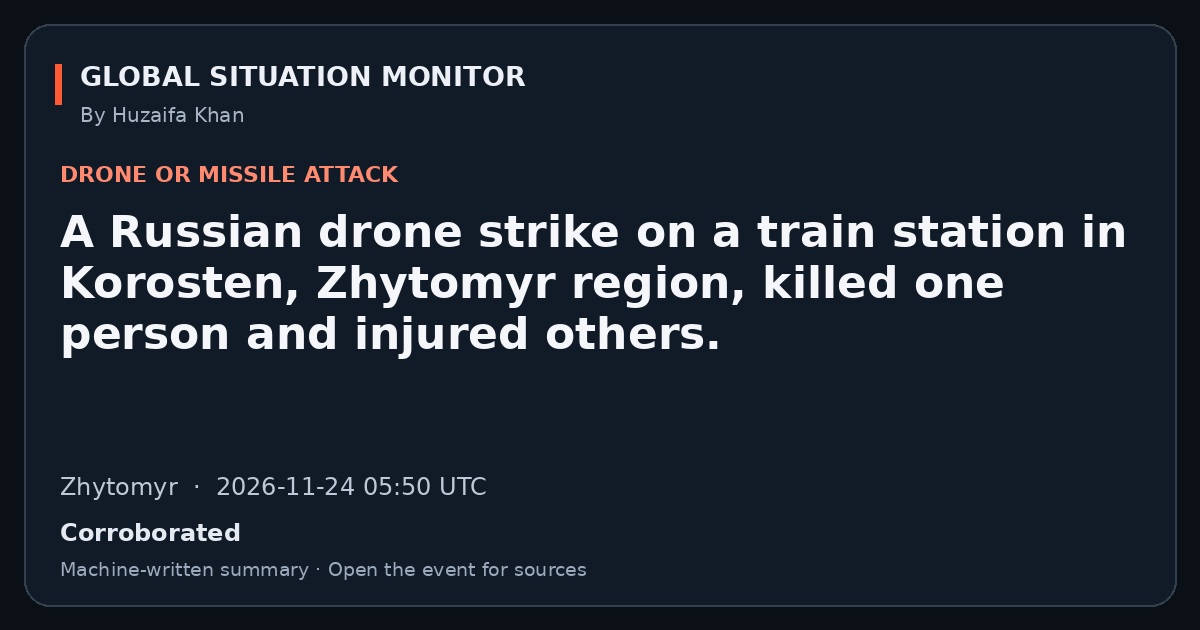 GLOBAL SITUATION MONITOR
By Huzaifa Khan
DRONE OR MISSILE ATTACK
A Russian drone strike on a train station in
Korosten, Zhytomyr region, killed one
person and injured others.
Zhytomyr · 2026-11-24 05:50 UTC
Corroborated
Machine-written summary · Open the event for sources